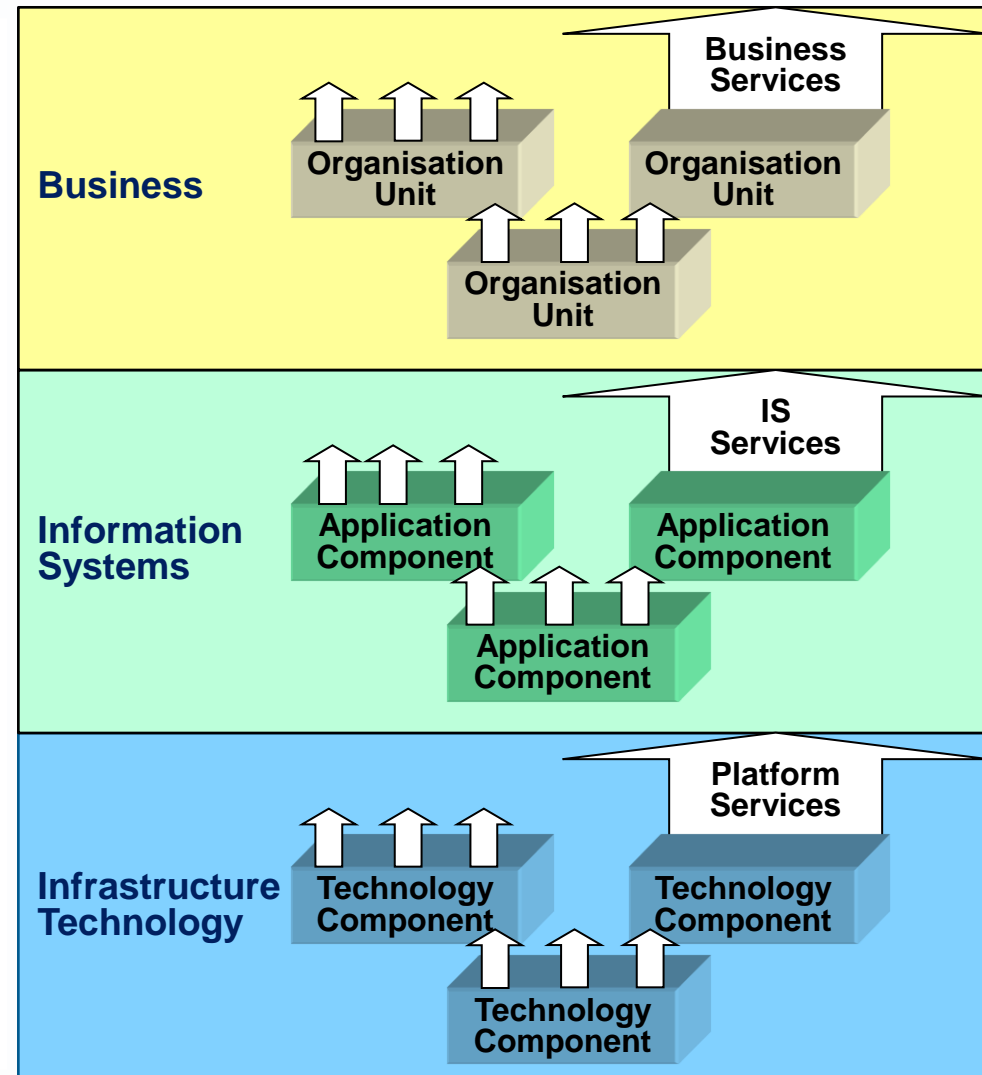 Business
Services
Organisation
Unit
Organisation
Unit
Business
Organisation
Unit
IS
Services
Application
Component
Application
Component
Information
Systems
Application
Component
Platform
Services
Technology
Component
Technology
Component
Infrastructure
Technology
Technology
Component